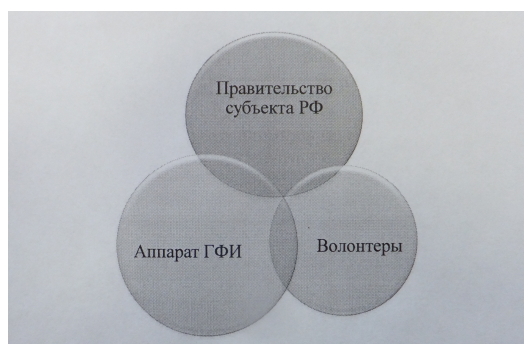 Правительство
субъекта РФ
Аппарат ГФИ
Волонтеры